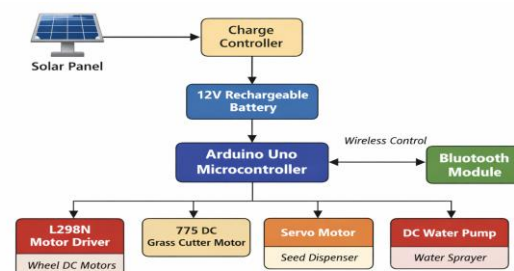 Solar Panel
Charge
Controller
12V Rechargeable
Battery
Wireless Control
Arduino Uno
Microcontroller
Blutooth
Module
L298N
Motor Driver
Wheel DC Motors
775 DC
Grass Cutter Motor
Servo Motor
Seed Dispenser
DC Water Pump
Water Sprayer